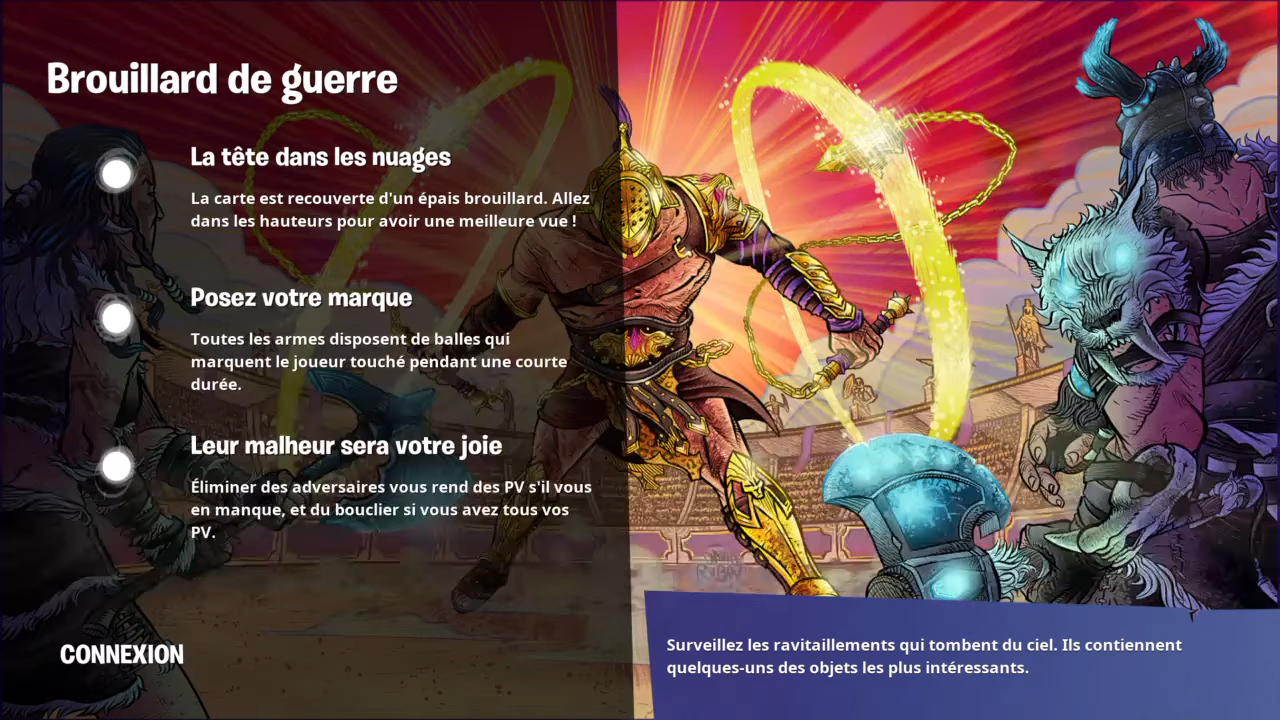 Brouillard de guerre
La tête dans les nuages
La carte est recouverte d'un épais brouillard. Allez
dans les hauteurs pour avoir une meilleure vue !
Posez votre marque
Toutes les armes disposent de balles qui
marquent le joueur touché pendant une courte
durée.
Leur malheur sera votre joie
Éliminer des adversaires vous rend des PV s'il vous
en manque, et du bouclier si vous avez tous vos
PV.
CONNEXION
Surveillez les ravitaillements qui tombent du ciel. Ils contiennent
quelques-uns des objets les plus intéressants.